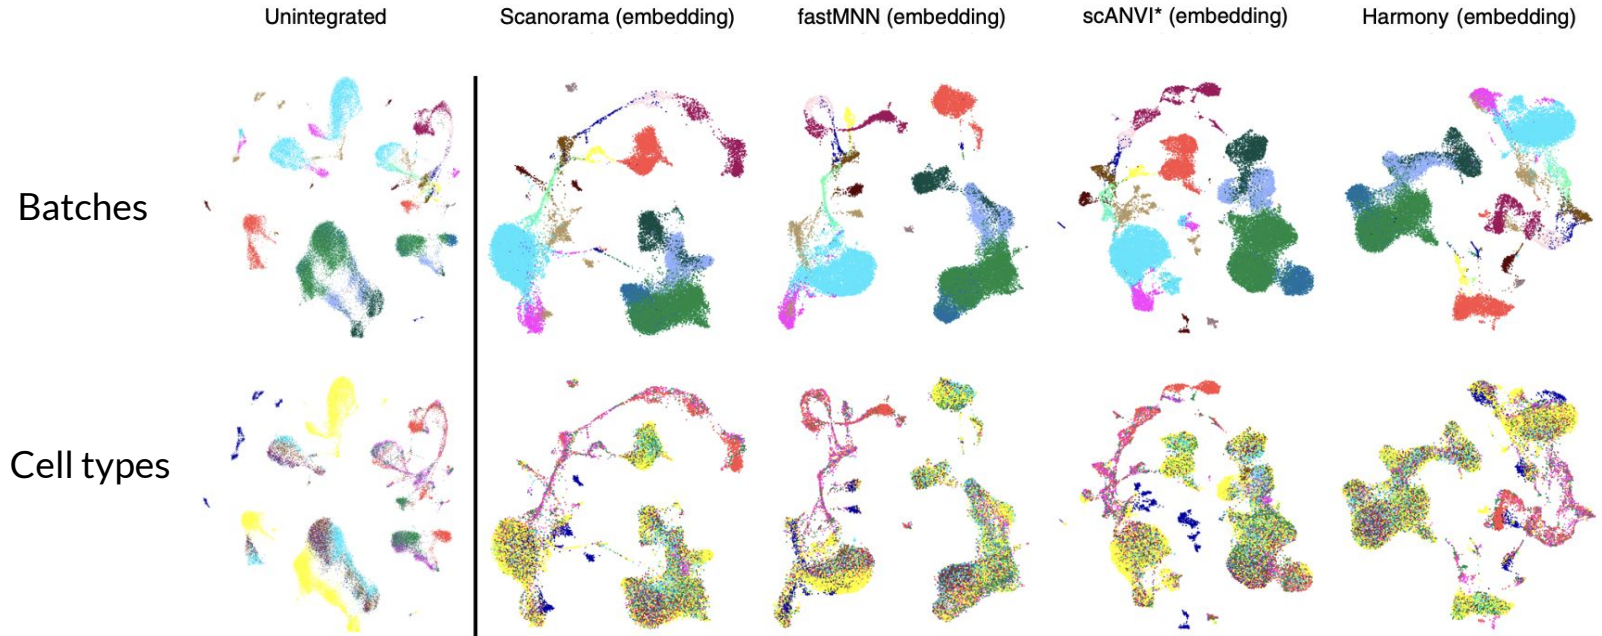 Unintegrated
Scanorama (embedding)
fastMNN (embedding)
scANVI* (embedding)
Harmony (embedding)
Batches
Cell types